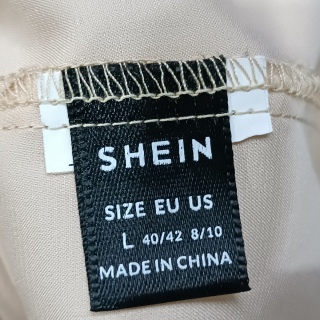 SHEIN
SIZE EU US
L 40/42 8/10
MADE IN CHINA